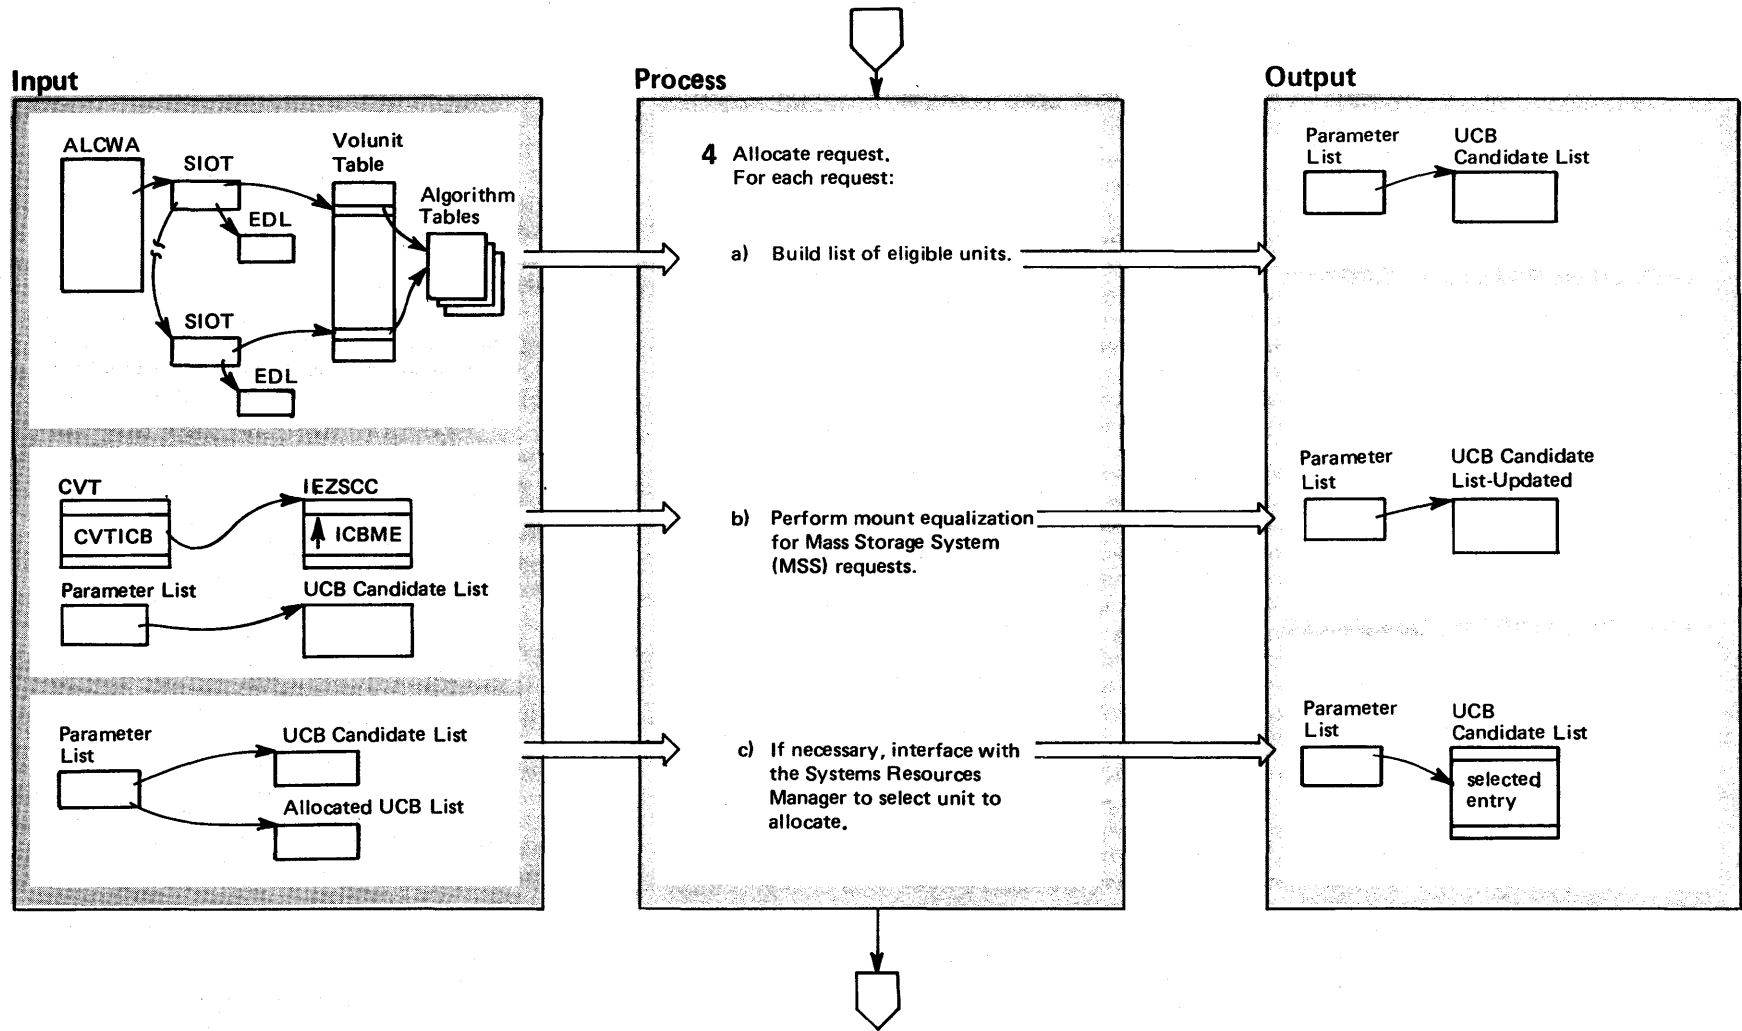 Input
ALCWA
SIOT
EDL
SIOT
EDL
Volunit
Table
Algorithm
Tables
CVT
CVTICB
IEZSCC
ICBME
Parameter List
UCB Candidate List
Parameter
List
UCB Candidate List
Allocated UCB List
Process
4 Allocate request.
For each request:
a) Build list of eligible units.
b) Perform mount equalization
for Mass Storage System
(MSS) requests.
c) If necessary, interface with
the Systems Resources
Manager to select unit to
allocate.
Output
Parameter
List
UCB
Candidate List
Parameter
List
UCB Candidate
List-Updated
Parameter
List
UCB
Candidate List
selected
entry